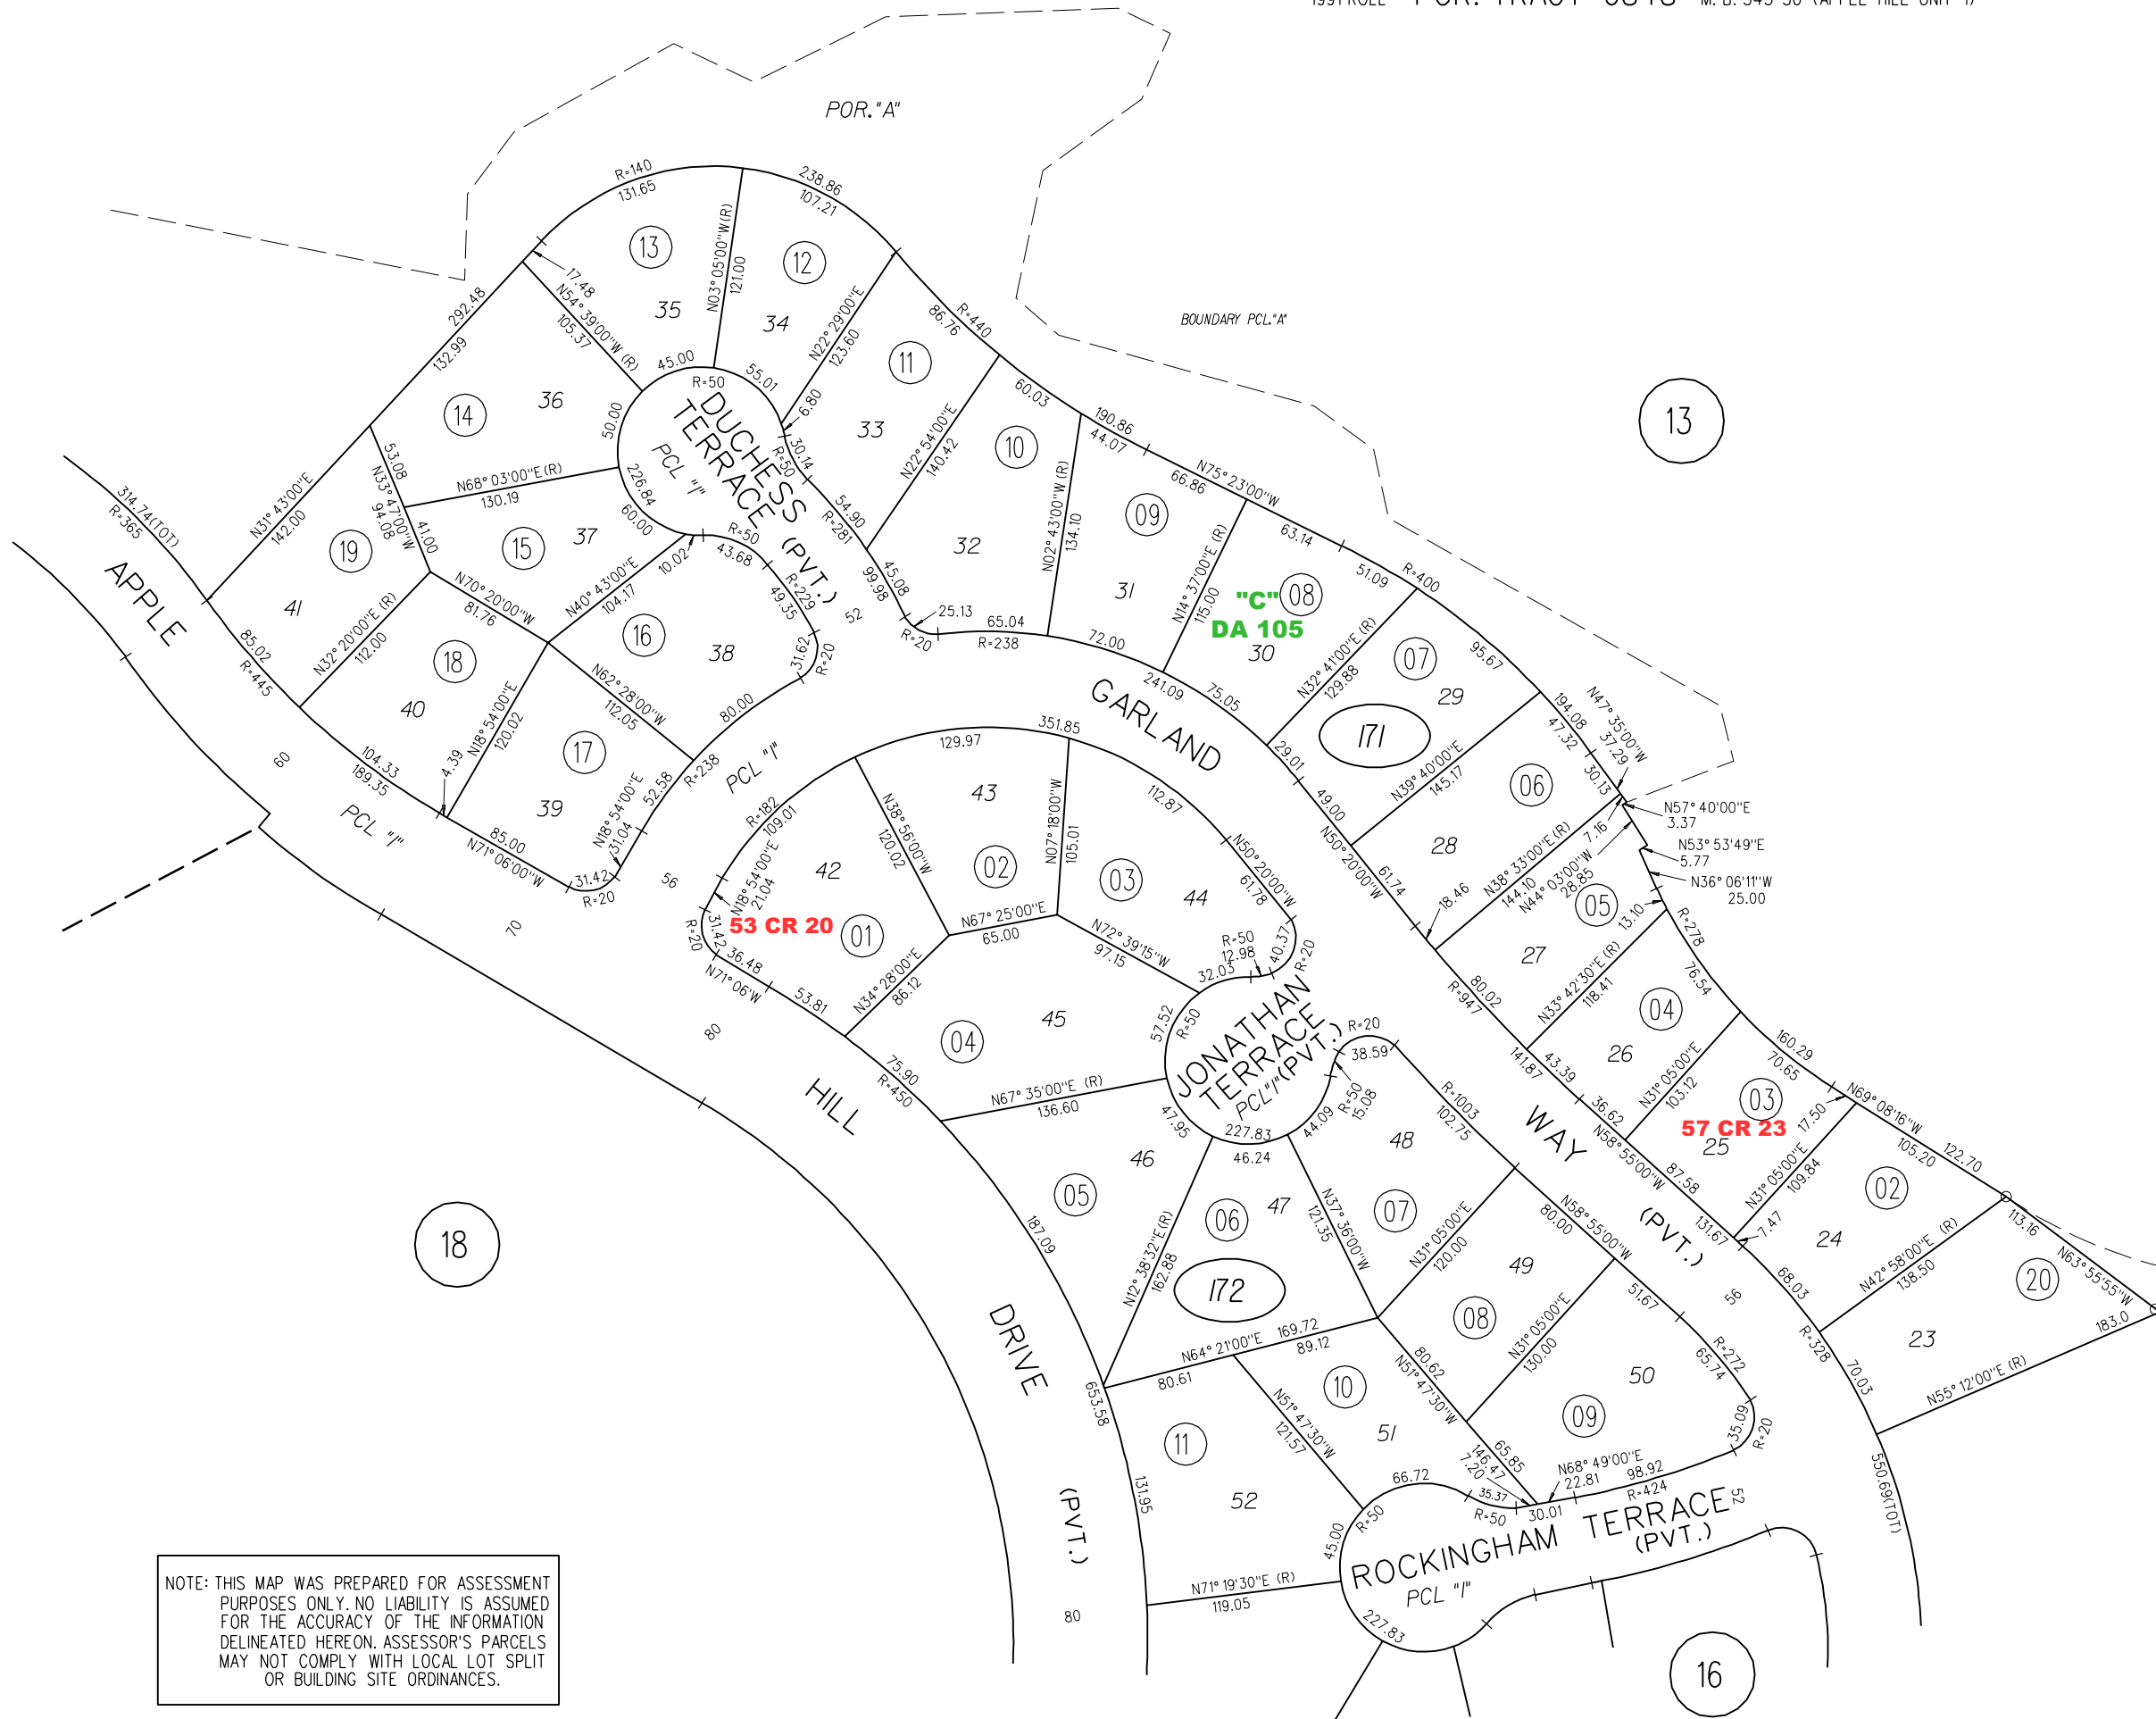 POR. "A"
R=140
131.65
238.86
107.21
13
12
N03° 05'00"W(R)
121.00
17.48
N54° 39'00"W (R)
105.37
35
34
292.48
132.99
N22° 29'00"E
123.60
R=440
86.76
BOUNDARY PCL."A"
11
45.00
R=50
55.01
6.80
14
36
50.00
DUCHESS
TERRACE
(PVT.)
PCL "1"
33
60.03
13
10
190.86
44.07
N22° 54'00"E
140.42
30.14
R=50
53.08
N33° 47'00"W
94.08
41.00
N68° 03'00"E(R)
130.19
226.84
60.00
N75° 23'00"W
66.86
314.74(TOT)
R=365
N31° 43'00"E
142.00
54.90
R=281
09
N02° 43'00"W (R)
134.10
63.14
19
15
37
R=50
43.68
10.02
32
APPLE
N70° 20'00"W
81.76
N40° 43'00"E
104.17
R=229
49.35
45.08
99.98
N14° 37'00"E (R)
115.00
51.09
R=400
41
31
"C"
08
DA 105
30
52
25.13
R=20
65.04
R=238
72.00
N32° 20'00"E (R)
112.00
16
38
31.62
R=20
85.02
R=445
18
N62° 28'00"W
112.05
241.09
75.05
N32° 41'00"E (R)
129.88
07
29
95.67
40
N18° 54'00"E
120.02
80.00
GARLAND
194.08
47.32
N47° 35'00"W
37.29
171
60
104.33
189.35
4.39
17
PCL "1"
R=238
52.58
129.97
351.85
29.01
N39° 40'00"E
145.17
30.13
06
PCL "1"
39
N18° 54'00"E
31.04
R=182
109.01
N38° 56'00"W
120.02
43
112.87
49.00
N57° 40'00"E
3.37
7.16
28
N53° 53'49"E
5.77
85.00
N71° 06'00"W
31.42
R=20
56
42
N18° 54'00"E
21.04
02
N07° 18'00"W
105.01
03
44
N50° 20'00"W
61.78
N50° 20'00"W
61.74
18.46
N38° 33'00"E (R)
144.10
N44° 03'00"W
28.85
N36° 06'11"W
25.00
05
13.10
R=278
70
R=20
31.42
53 CR 20
01
N67° 25'00"E
65.00
N72° 39'15"W
97.15
R=50
12.98
40.37
R=20
27
36.48
N71° 06'W
53.81
N34° 28'00"E
86.12
32.03
80.02
R=947
N33° 42'30"E (R)
118.41
76.54
04
80
04
45
57.52
R=50
JONATHAN
TERRACE
PCL"1"(PVT.)
R=20
38.59
141.87
43.39
26
160.29
70.65
75.90
R=450
N67° 35'00"E (R)
136.60
R=50
15.08
44.09
R=1003
102.75
36.62
N31° 05'00"E
103.12
03
57 CR 23
25
17.50
N69° 08'16"W
105.20
122.70
HILL
47.95
227.83
46.24
48
WAY
(PVT.)
N58° 55'00"W
87.58
N31° 05'00"E
109.84
02
24
46
05
187.09
06
47
N37° 36'00"W
121.35
07
N31° 05'00"E
120.00
N58° 55'00"W
80.00
131.67
7.47
113.16
N63° 55'55"W
18
N12° 38'32"E(R)
162.88
172
49
56
68.03
N42° 58'00"E (R)
138.50
20
DRIVE
(PVT.)
N64° 21'00"E
169.72
80.61
89.12
08
N31° 05'00"E
130.00
51.67
R=272
65.74
R=328
70.03
23
183.0
N55° 12'00"E (R)
653.58
10
80.62
N51° 47'30"W
50
09
35.09
R=20
11
N51° 47'30"W
121.57
51
65.85
146.47
7.20
N68° 49'00"E
22.81
98.92
R=424
52
550.69(TOT)
131.95
52
66.72
R=50
35.37
R=50
30.01
45.00
ROCKINGHAM TERRACE
PCL "1"
(PVT.)
N71° 19'30"E (R)
119.05
80
227.83
16
NOTE: THIS MAP WAS PREPARED FOR ASSESSMENT
PURPOSES ONLY. NO LIABILITY IS ASSUMED
FOR THE ACCURACY OF THE INFORMATION
DELINEATED HEREON. ASSESSOR'S PARCELS
MAY NOT COMPLY WITH LOCAL LOT SPLIT
OR BUILDING SITE ORDINANCES.